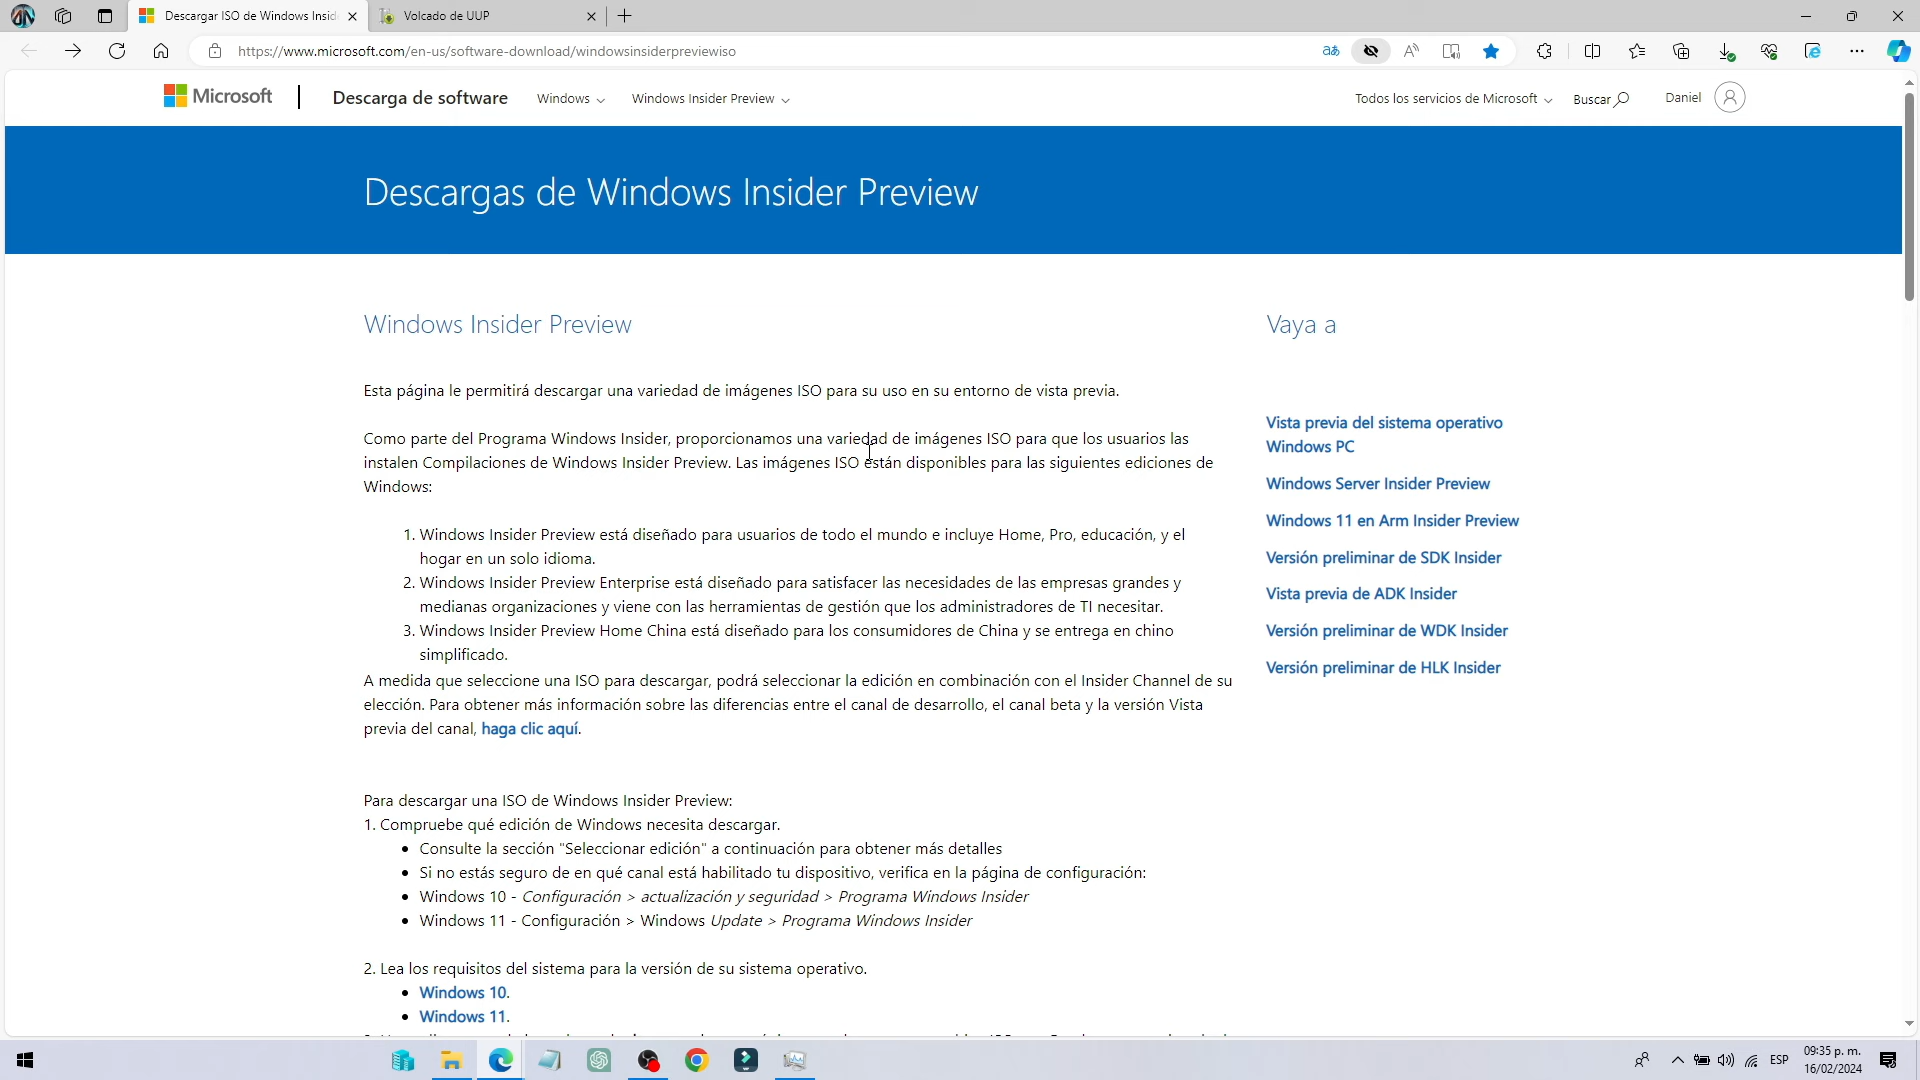 Descargar ISO de Windows Insid
Volcado de UUP
https://www.microsoft.com/en-us/software-download/windowsinsiderpreviewiso
Microsoft
Descarga de software
Windows
Windows Insider Preview
Todos los servicios de Microsoft
Buscar
Daniel
Descargas de Windows Insider Preview
Windows Insider Preview
Esta página le permitirá descargar una variedad de imágenes ISO para su uso en su entorno de vista previa.
Como parte del Programa Windows Insider, proporcionamos una variedad de imágenes ISO para que los usuarios las
instalen Compilaciones de Windows Insider Preview. Las imágenes ISO están disponibles para las siguientes ediciones de
Windows:
1. Windows Insider Preview está diseñado para usuarios de todo el mundo e incluye Home, Pro, educación, y el
hogar en un solo idioma.
2. Windows Insider Preview Enterprise está diseñado para satisfacer las necesidades de las empresas grandes y
medianas organizaciones y viene con las herramientas de gestión que los administradores de TI necesitar.
3. Windows Insider Preview Home China está diseñado para los consumidores de China y se entrega en chino
simplificado.
A medida que seleccione una ISO para descargar, podrá seleccionar la edición en combinación con el Insider Channel de su
elección. Para obtener más información sobre las diferencias entre el canal de desarrollo, el canal beta y la versión Vista
previa del canal, haga clic aquí.
Para descargar una ISO de Windows Insider Preview:
1. Compruebe qué edición de Windows necesita descargar.
• Consulte la sección "Seleccionar edición" a continuación para obtener más detalles
• Si no estás seguro de en qué canal está habilitado tu dispositivo, verifica en la página de configuración:
• Windows 10 - Configuración > actualización y seguridad > Programa Windows Insider
• Windows 11 - Configuración > Windows Update > Programa Windows Insider
2. Lea los requisitos del sistema para la versión de su sistema operativo.
• Windows 10.
• Windows 11.
Vaya a
Vista previa del sistema operativo
Windows PC
Windows Server Insider Preview
Windows 11 en Arm Insider Preview
Versión preliminar de SDK Insider
Vista previa de ADK Insider
Versión preliminar de WDK Insider
Versión preliminar de HLK Insider
ESP
09:35 p. m.
16/02/2024